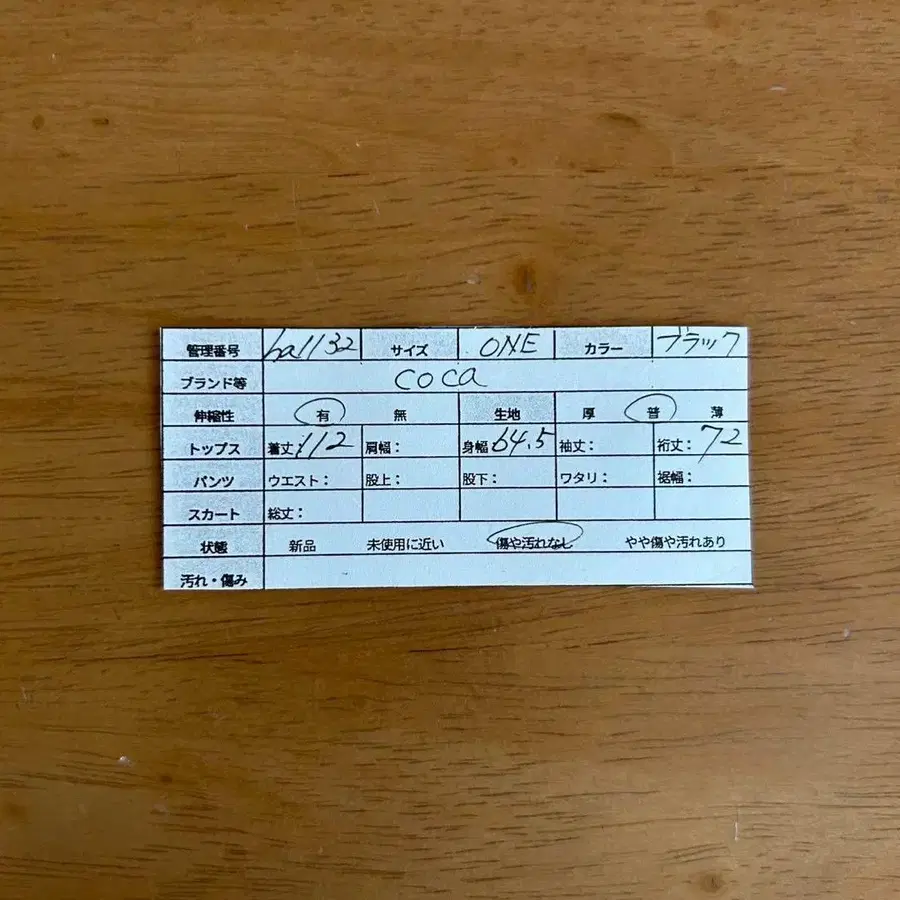 管理番号 ha1132 サイズ ONE カラー ブラック
ブランド等 coca
伸縮性 有 無 生地 厚 普 薄
トップス 着丈:112 肩幅: 身幅64.5 袖丈: 裄丈:72
パンツ ウエスト: 股上: 股下: ワタリ: 裾幅:
スカート 総丈:
状態 新品 未使用に近い 傷や汚れなし やや傷や汚れあり
汚れ・傷み